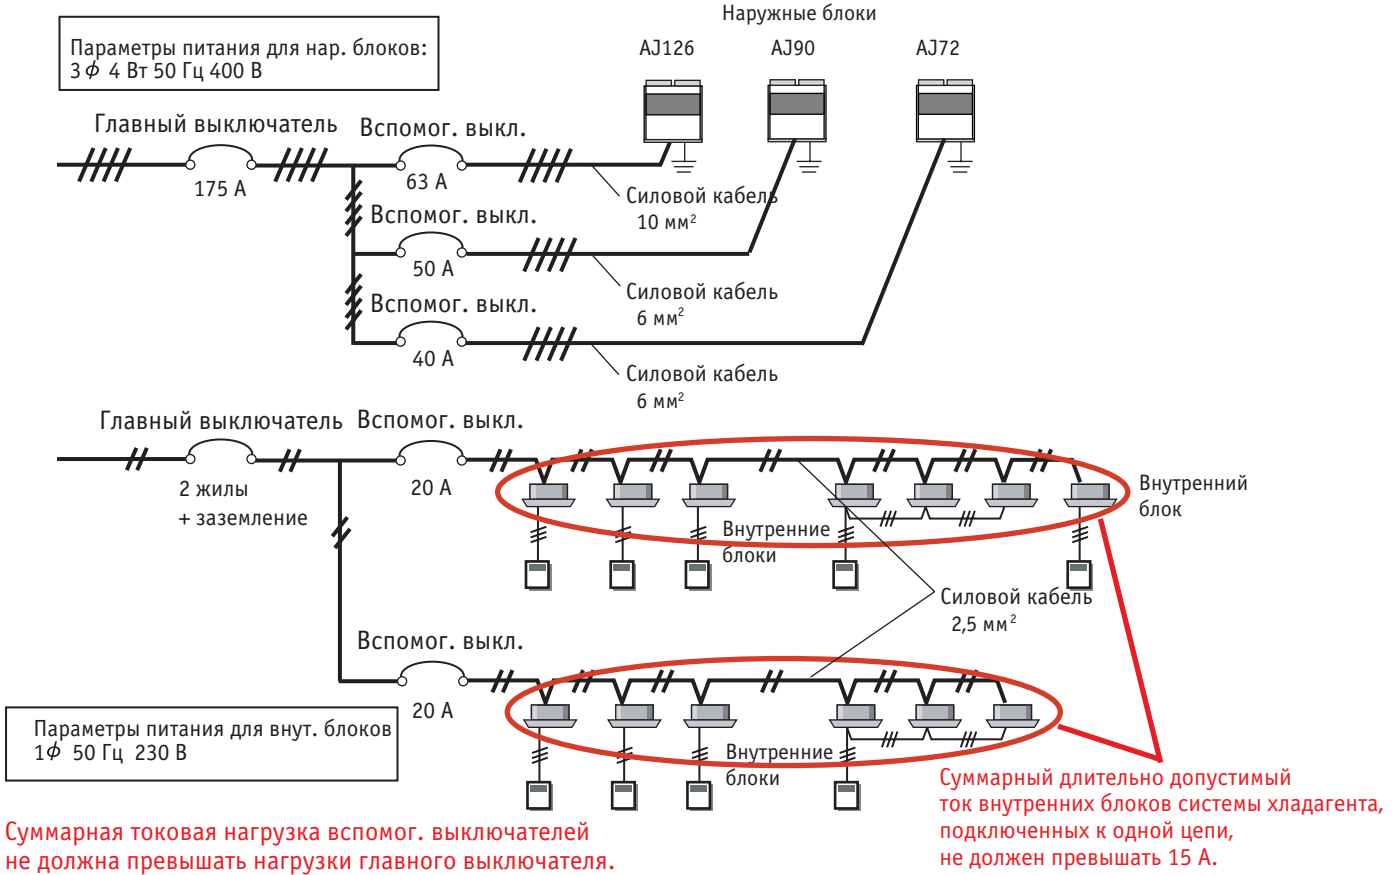 Наружные блоки
Параметры питания для нар. блоков:
3ϕ 4 Вт 50 Гц 400 В
AJ126
AJ90
AJ72
Главный выключатель
Вспомог. выкл.
175 А
63 А
Силовой кабель
10 мм²
Вспомог. выкл.
50 А
Силовой кабель
6 мм²
Вспомог. выкл.
40 А
Силовой кабель
6 мм²
Главный выключатель
Вспомог. выкл.
2 жилы
+ заземление
20 А
Внутренний
блок
Внутренние
блоки
Силовой кабель
2,5 мм²
Вспомог. выкл.
20 А
Внутренние
блоки
Параметры питания для внут. блоков
1ϕ 50 Гц 230 В
Суммарный длительно допустимый
ток внутренних блоков системы хладагента,
подключенных к одной цепи,
не должен превышать 15 А.
Суммарная токовая нагрузка вспомог. выключателей
не должна превышать нагрузки главного выключателя.